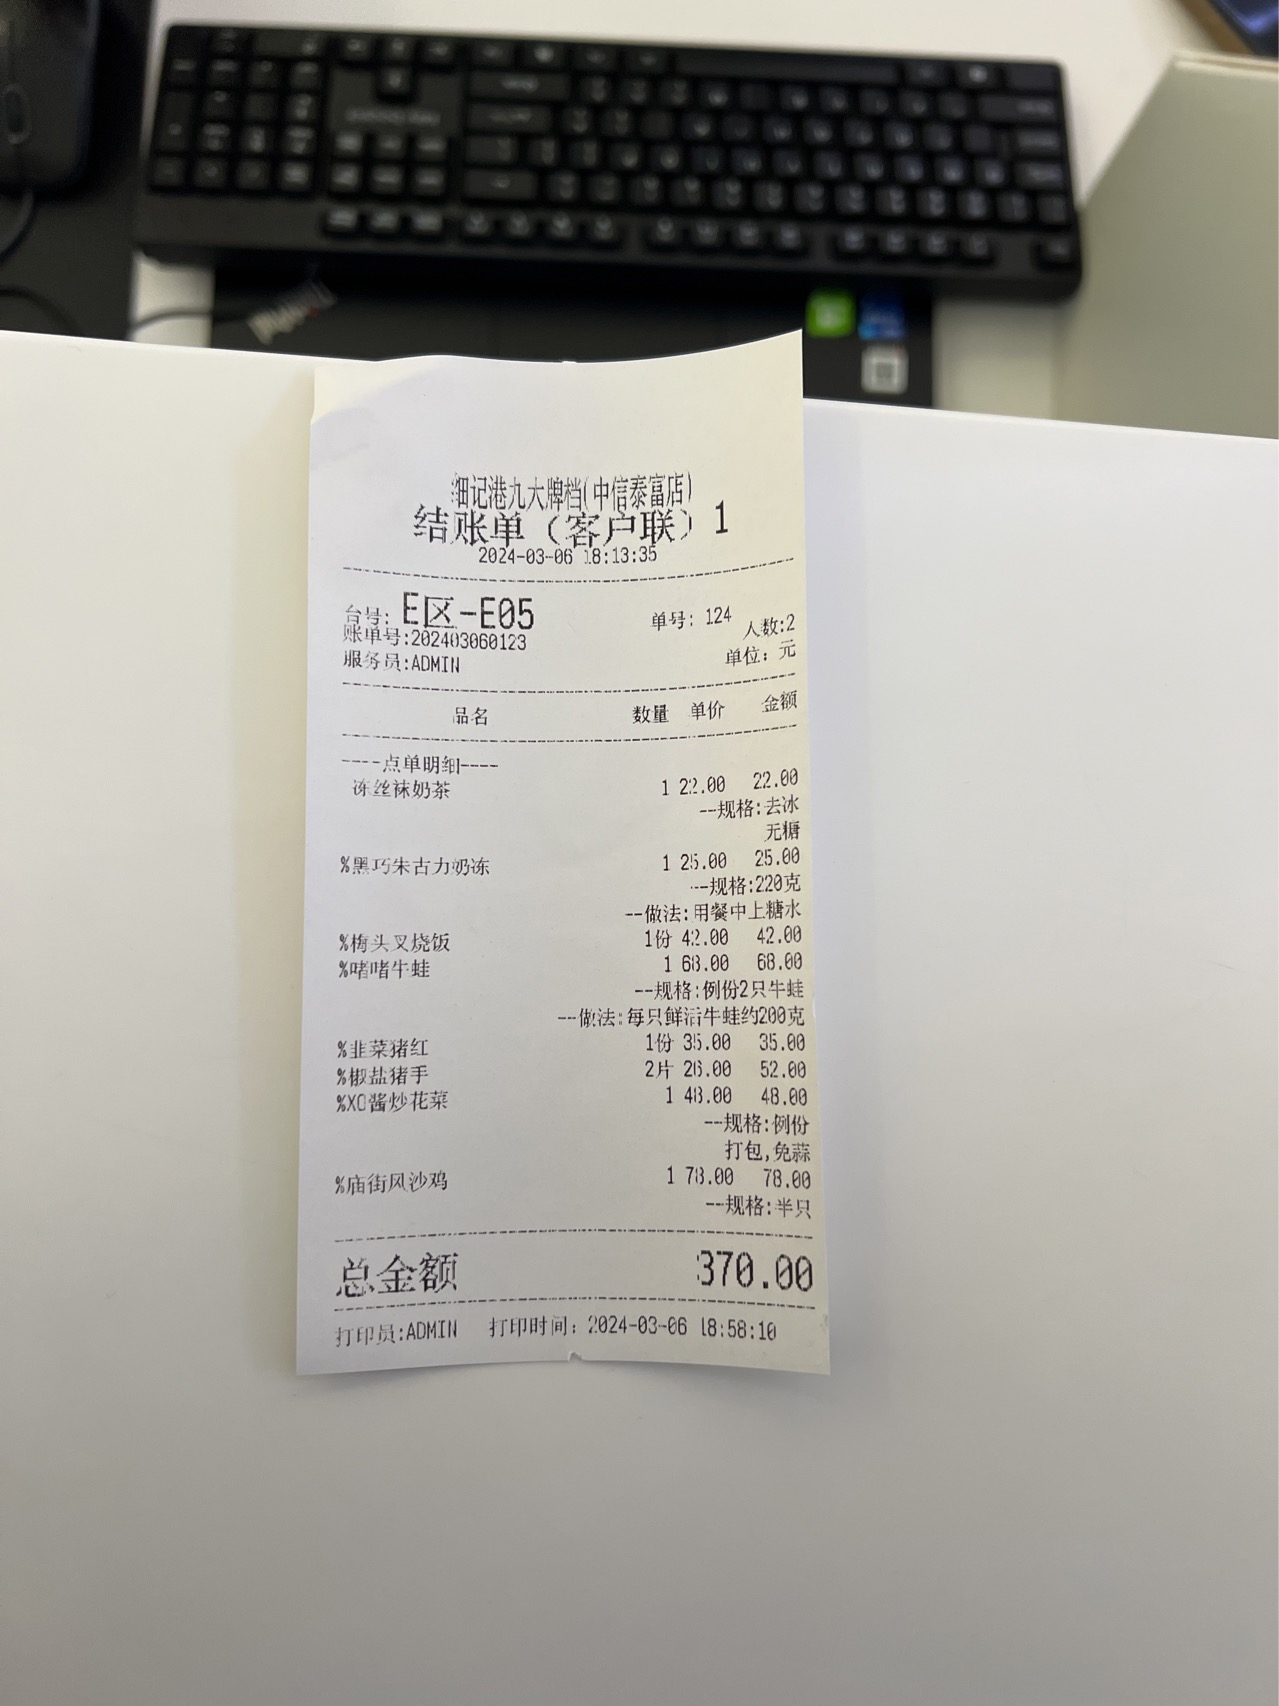 细记港九大牌档(中信泰富店)
结账单（客户联）1
2024-03-06 18:13:35
台号: E区-E05 单号: 124 人数:2
账单号:202403060123
服务员:ADMIN 单位: 元
品名 数量 单价 金额
----点单明细----
冻丝袜奶茶 1 22.00 22.00
--规格:去冰
无糖
%黑巧朱古力奶冻 1 25.00 25.00
--规格:220克
--做法:用餐中上糖水
%梅头叉烧饭 1份 42.00 42.00
%啫啫牛蛙 1 68.00 68.00
--规格:例份2只牛蛙
--做法:每只鲜活牛蛙约200克
%韭菜猪红 1份 35.00 35.00
%椒盐猪手 2片 26.00 52.00
%XO酱炒花菜 1 48.00 48.00
--规格:例份
打包,免蒜
%庙街风沙鸡 1 78.00 78.00
--规格:半只
总金额 370.00
打印员:ADMIN 打印时间: 2024-03-06 18:58:10